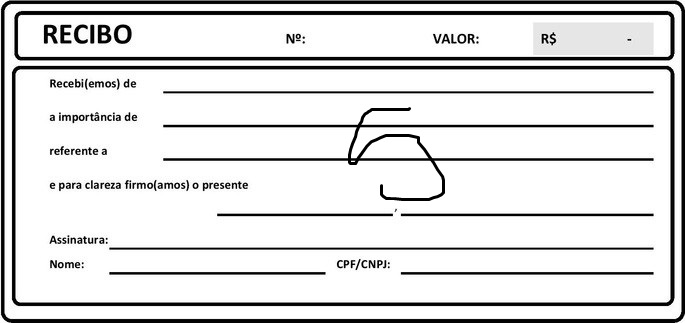 RECIBO Nº: VALOR: R$ -
Recebi(emos) de
a importância de
referente a
5
e para clareza firmo(amos) o presente
,
Assinatura:
Nome: CPF/CNPJ: